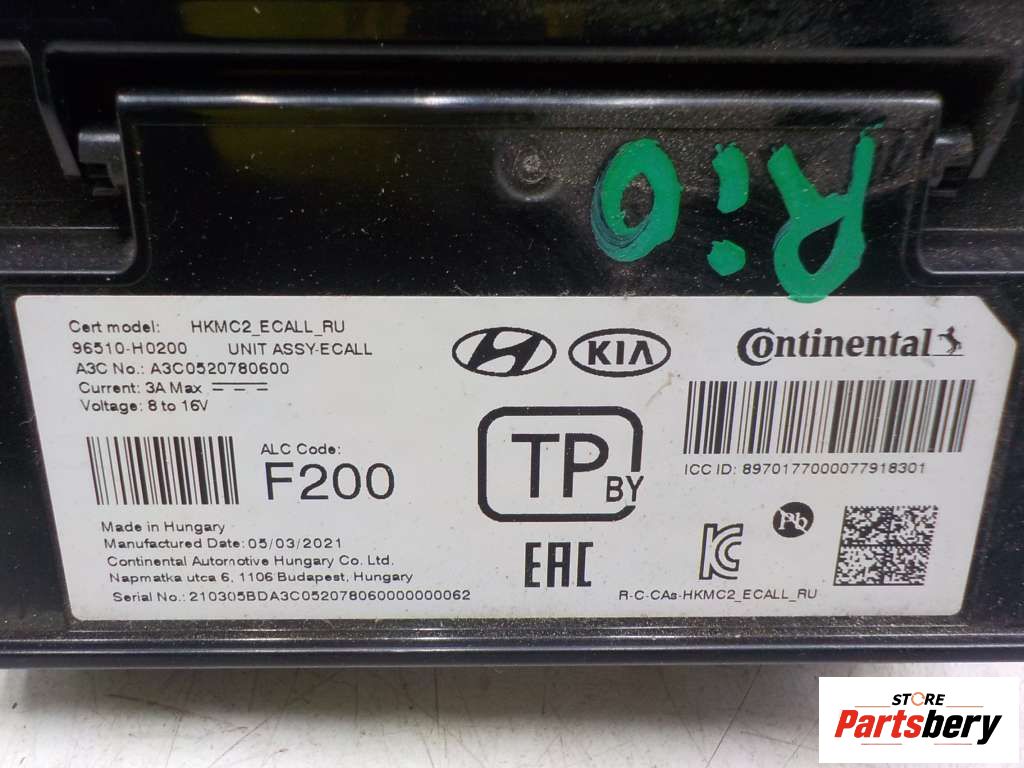 Rio
Cert model: HKMC2_ECALL_RU
96510-H0200 UNIT ASSY-ECALL
A3C No.: A3C0520780600
Current: 3A Max
Voltage: 8 to 16V
KIA
Continental
ALC Code:
F200
TP BY
ICC ID: 8970177000077918301
Pb
Made in Hungary
Manufactured Date: 05/03/2021
Continental Automotive Hungary Co. Ltd.
Napmatka utca 6, 1106 Budapest, Hungary
Serial No.: 210305BDA3C052078060000000062
EAC
KC
R-C-CAs-HKMC2_ECALL_RU
STORE
Partsbery